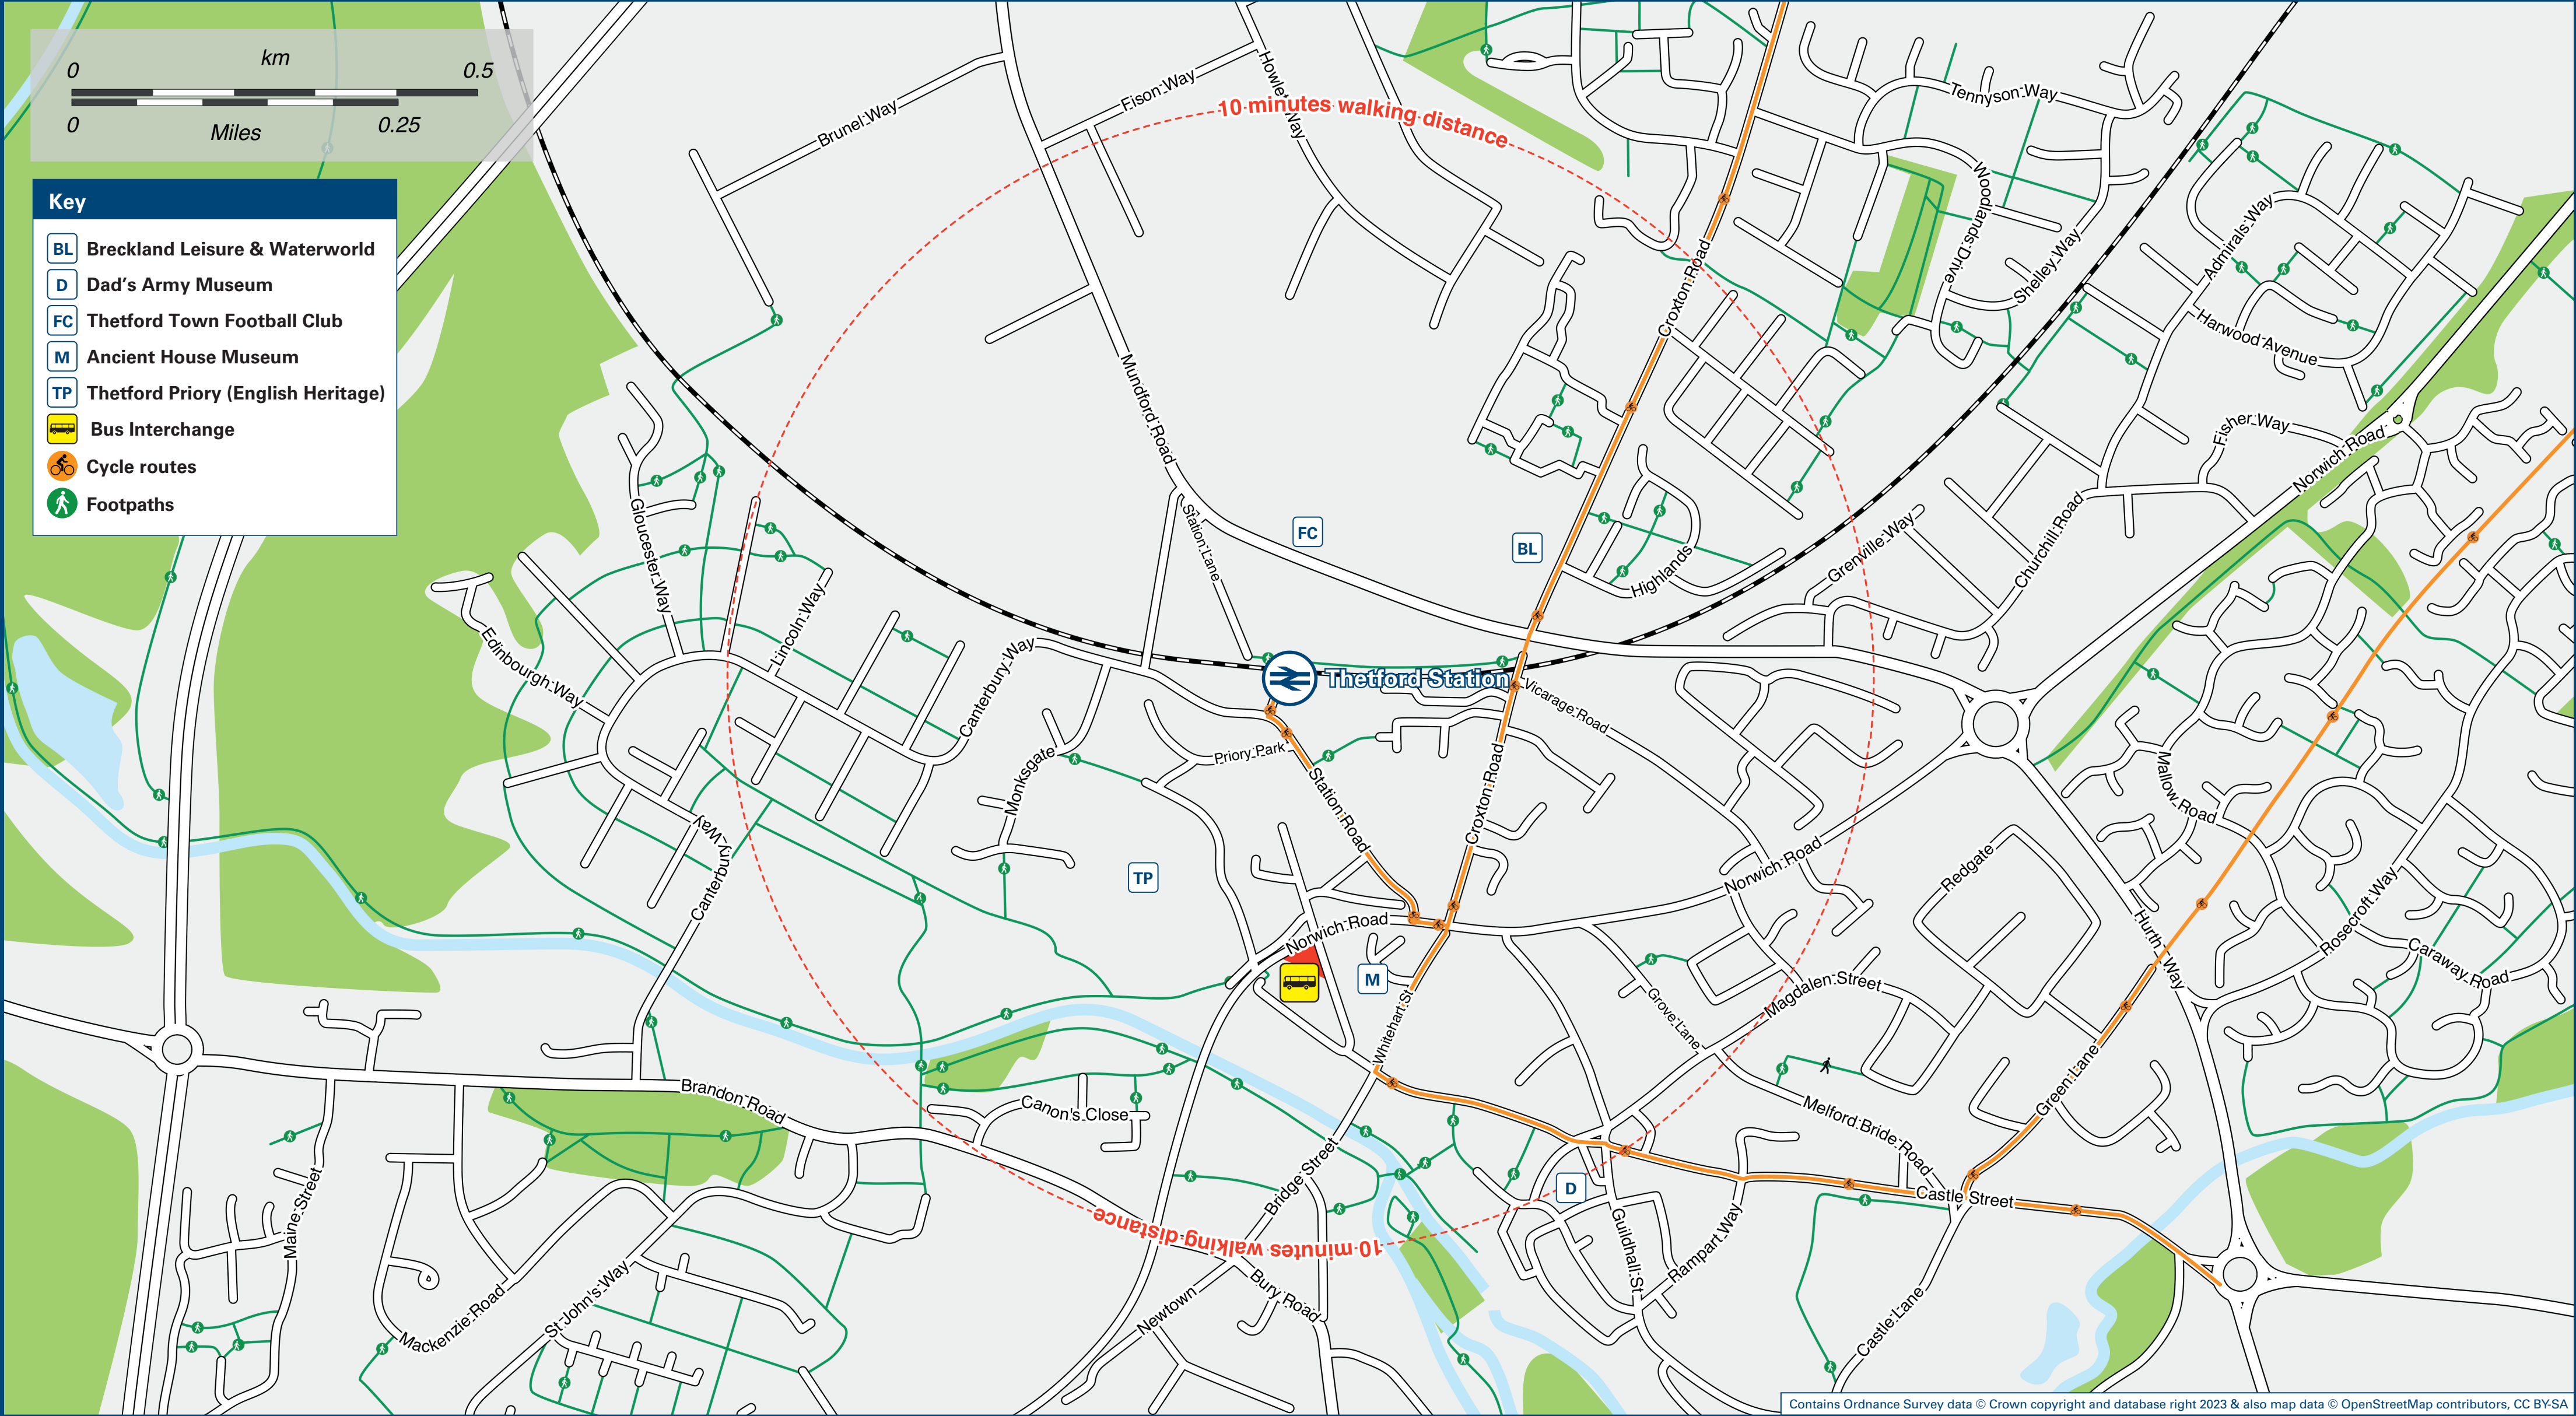 km
0 0.5
0 Miles 0.25
Key
BL Breckland Leisure & Waterworld
D Dad's Army Museum
FC Thetford Town Football Club
M Ancient House Museum
TP Thetford Priory (English Heritage)
Bus Interchange
Cycle routes
Footpaths
Brunel Way
Fison Way
Howlett Way
10 minutes walking distance
Tennyson Way
Woodlands Drive
Shelley Way
Croxton Road
Admirals Way
Harwood Avenue
Fisher Way
Norwich Road
Mundford Road
Station Lane
FC
BL
Highlands
Grenville Way
Churchill Road
Gloucester Way
Lincoln Way
Edinbourgh Way
Canterbury Way
Thetford Station
Vicarage Road
Priory Park
Monksgate
Station Road
Croxton Road
Mallow Road
Canterbury Way
TP
Norwich Road
Norwich Road
Redgate
Rosecroft Way
Caraway Road
Hurth Way
M
Whitehart St
Grove Lane
Magdalen Street
Green Lane
Brandon Road
Canon's Close
Melford Bride Road
Castle Street
Bridge Street
D
Maine Street
10 minutes walking distance
Guildhall St
Rampart Way
Mackenzie Road
St John's Way
Newtown
Bury Road
Castle Lane
Contains Ordnance Survey data © Crown copyright and database right 2023 & also map data © OpenStreetMap contributors, CC BY-SA